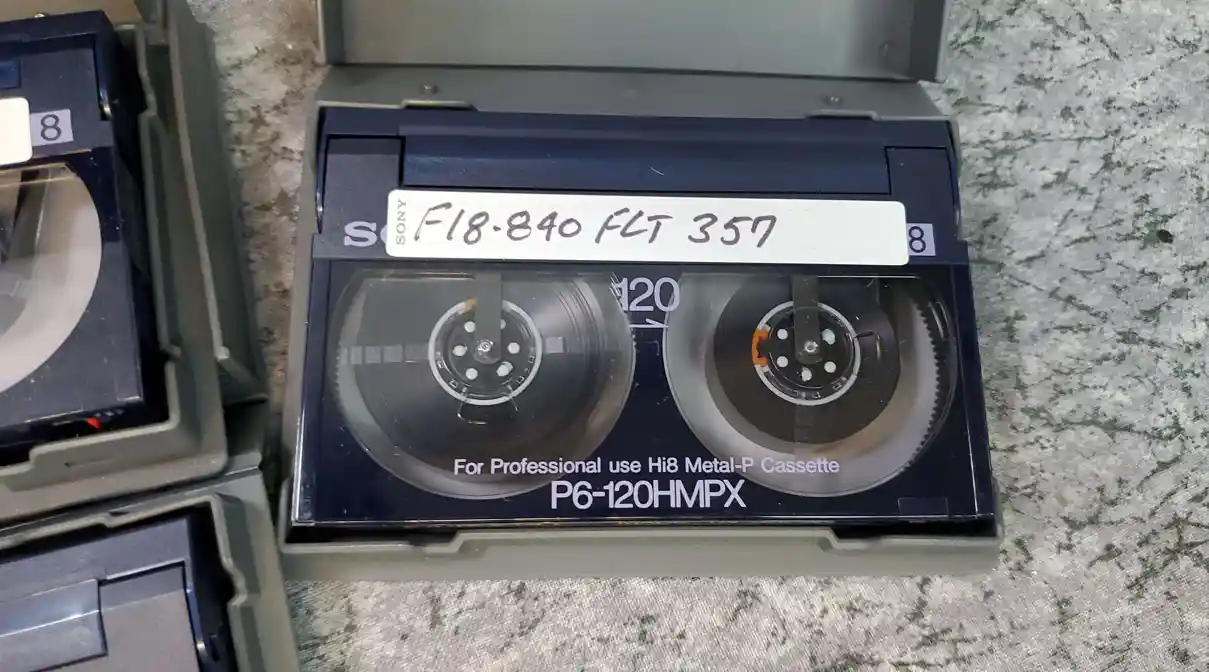 8
SONY
F18.840 FLT 357
8
120
For Professional use Hi8 Metal-P Cassette
P6-120HMPX